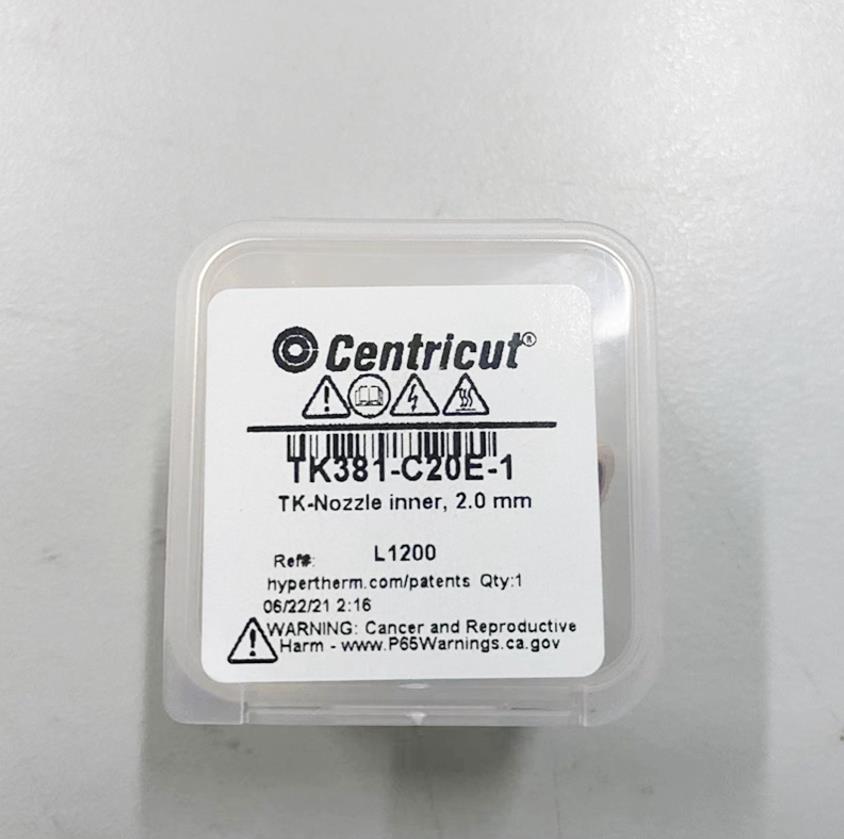 Centricut®
TK381-C20E-1
TK-Nozzle inner, 2.0 mm
Ref#: L1200
hypertherm.com/patents Qty:1
06/22/21 2:16
WARNING: Cancer and Reproductive
Harm - www.P65Warnings.ca.gov